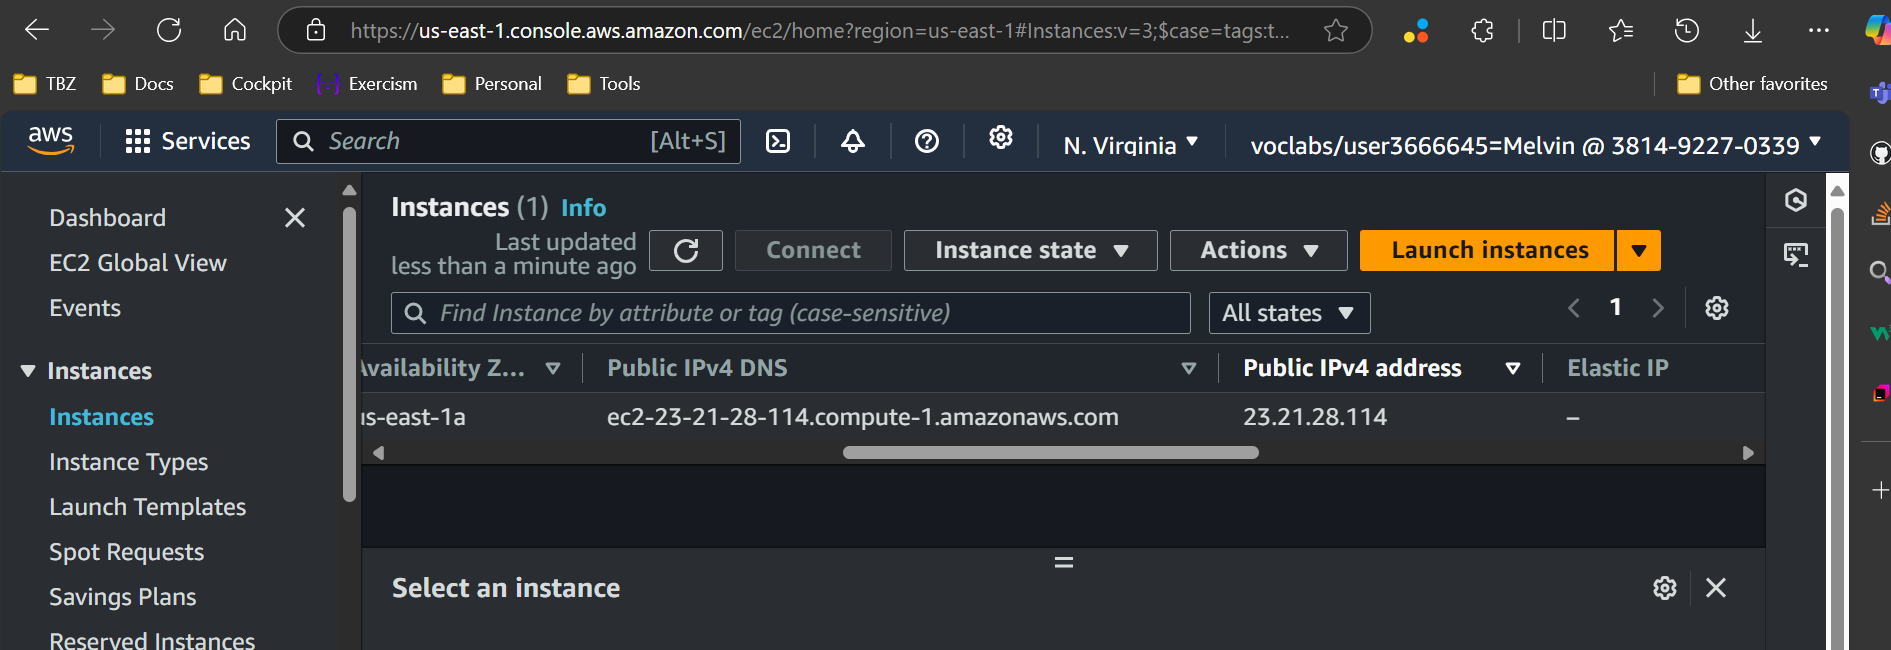 https://us-east-1.console.aws.amazon.com/ec2/home?region=us-east-1#Instances:v=3;$case=tags:t...
TBZ Docs Cockpit {-} Exercism Personal Tools Other favorites
aws Services Search [Alt+S] N. Virginia voclabs/user3666645=Melvin @ 3814-9227-0339
Dashboard
EC2 Global View
Events
Instances
Instances
Instance Types
Launch Templates
Spot Requests
Savings Plans
Reserved Instances
Instances (1) Info
Last updated
less than a minute ago
Connect Instance state Actions Launch instances
Find Instance by attribute or tag (case-sensitive) All states 1
Availability Z... Public IPv4 DNS Public IPv4 address Elastic IP
us-east-1a ec2-23-21-28-114.compute-1.amazonaws.com 23.21.28.114 –
Select an instance